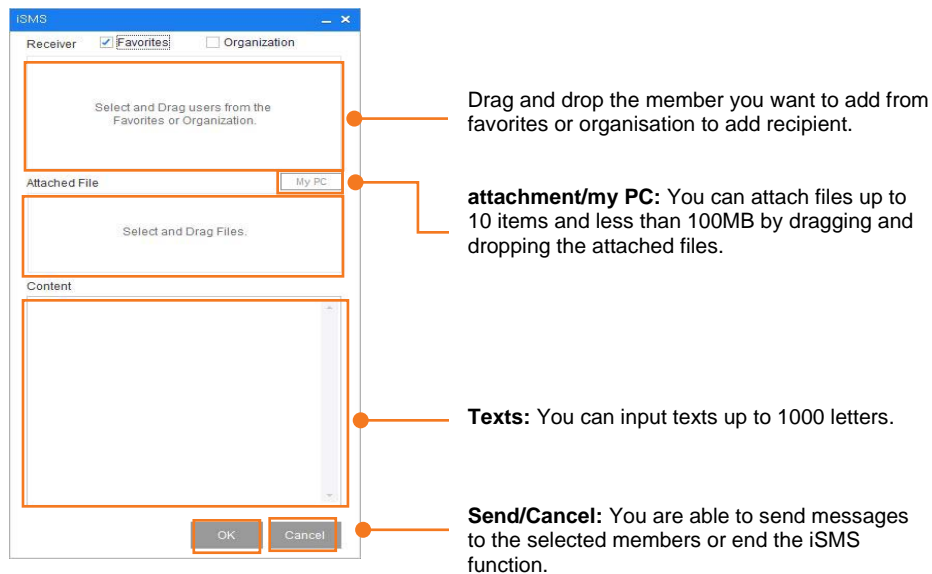 iSMS
Receiver Favorites Organization
Select and Drag users from the
Favorites or Organization.
Drag and drop the member you want to add from
favorites or organisation to add recipient.
Attached File My PC
attachment/my PC: You can attach files up to
10 items and less than 100MB by dragging and
dropping the attached files.
Select and Drag Files.
Content
Texts: You can input texts up to 1000 letters.
Send/Cancel: You are able to send messages
to the selected members or end the iSMS
function.
OK Cancel